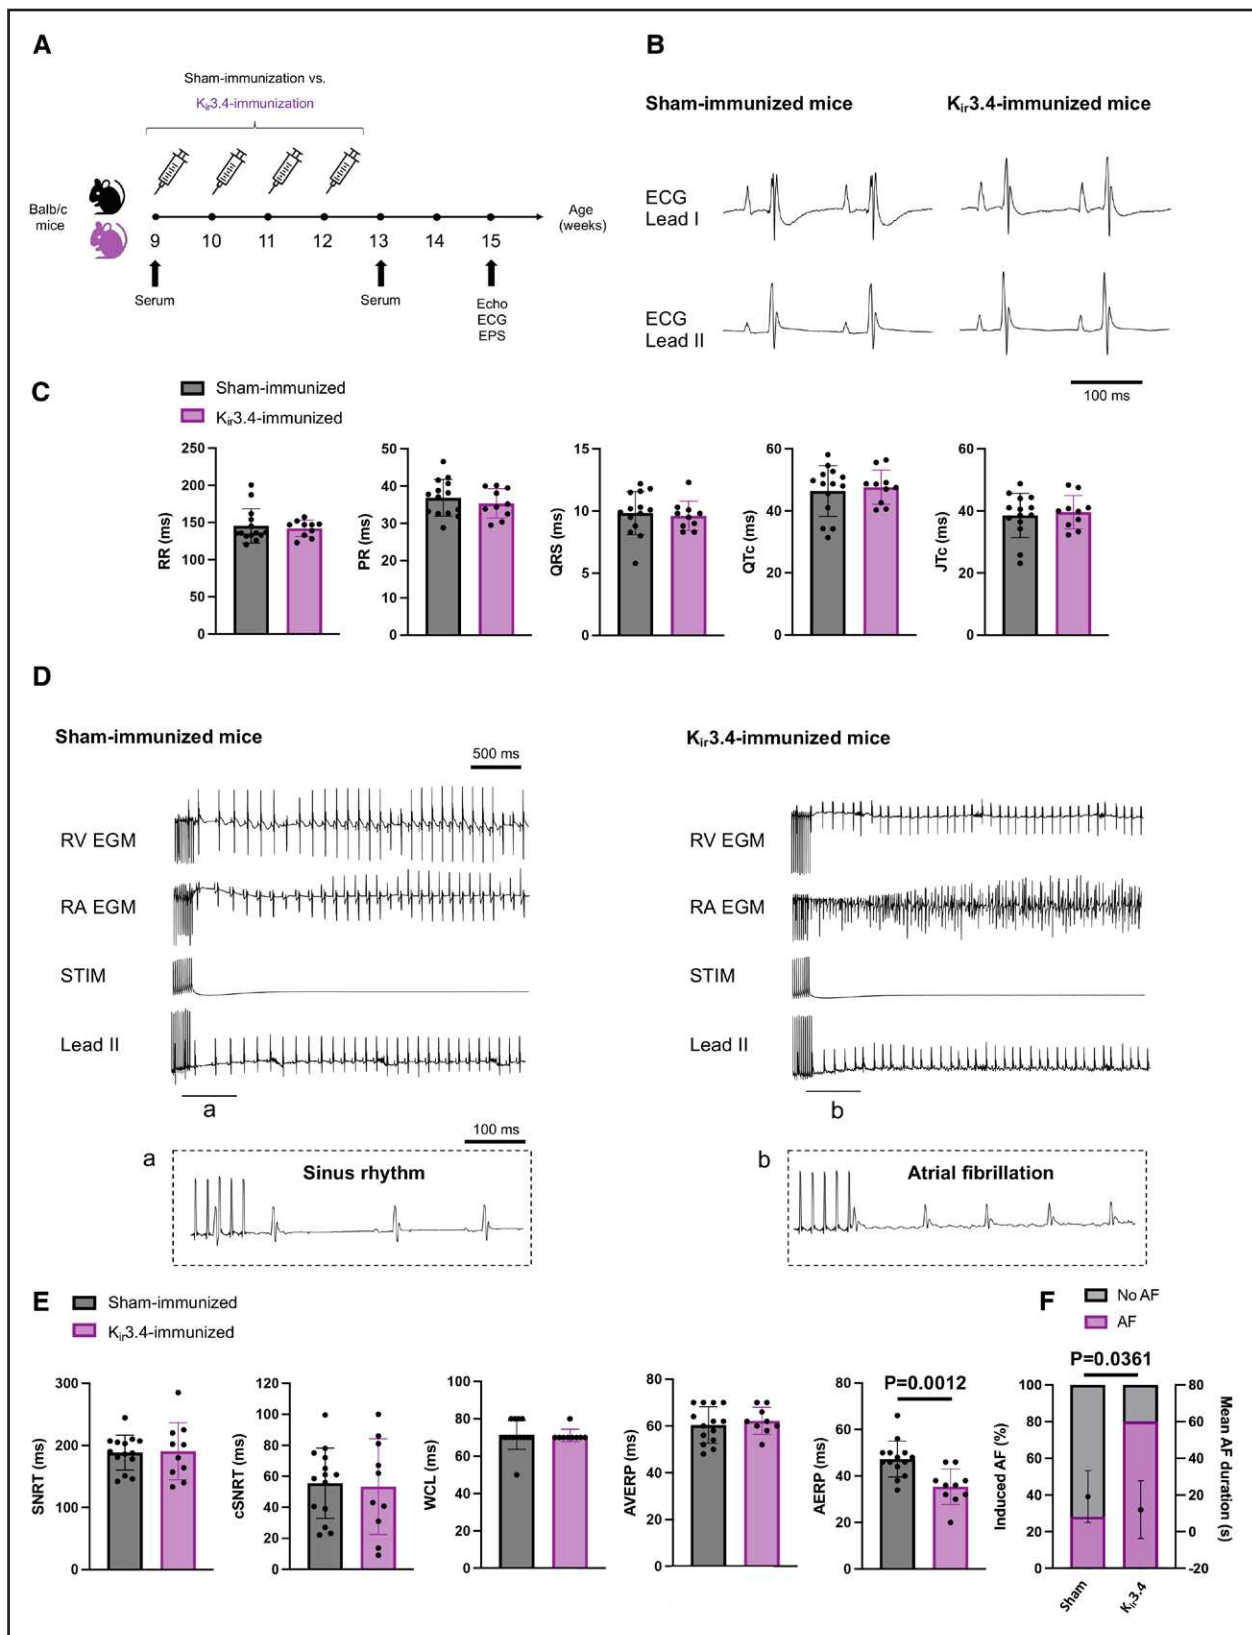 A
Sham-immunization vs.
Kir3.4-immunization
Balb/c
mice
9 10 11 12 13 14 15
Age
(weeks)
Serum
Serum
Echo
ECG
EPS
B
Sham-immunized mice
Kir3.4-immunized mice
ECG
Lead I
ECG
Lead II
100 ms
C
Sham-immunized
Kir3.4-immunized
RR (ms)
250
200
150
100
50
0
PR (ms)
50
40
30
20
10
0
QRS (ms)
15
10
5
0
QTc (ms)
60
40
20
0
JTc (ms)
60
40
20
0
D
Sham-immunized mice
500 ms
RV EGM
RA EGM
STIM
Lead II
a
100 ms
a
Sinus rhythm
Kir3.4-immunized mice
RV EGM
RA EGM
STIM
Lead II
b
b
Atrial fibrillation
E
Sham-immunized
Kir3.4-immunized
SNRT (ms)
300
200
100
0
cSNRT (ms)
120
100
80
60
40
20
0
WCL (ms)
100
80
60
40
20
0
AVERP (ms)
80
60
40
20
0
AERP (ms)
80
60
40
20
0
P=0.0012
F
No AF
AF
P=0.0361
Induced AF (%)
100
80
60
40
20
0
Mean AF
duration (s)
80
60
40
20
0
-20
Sham
Kir3.4